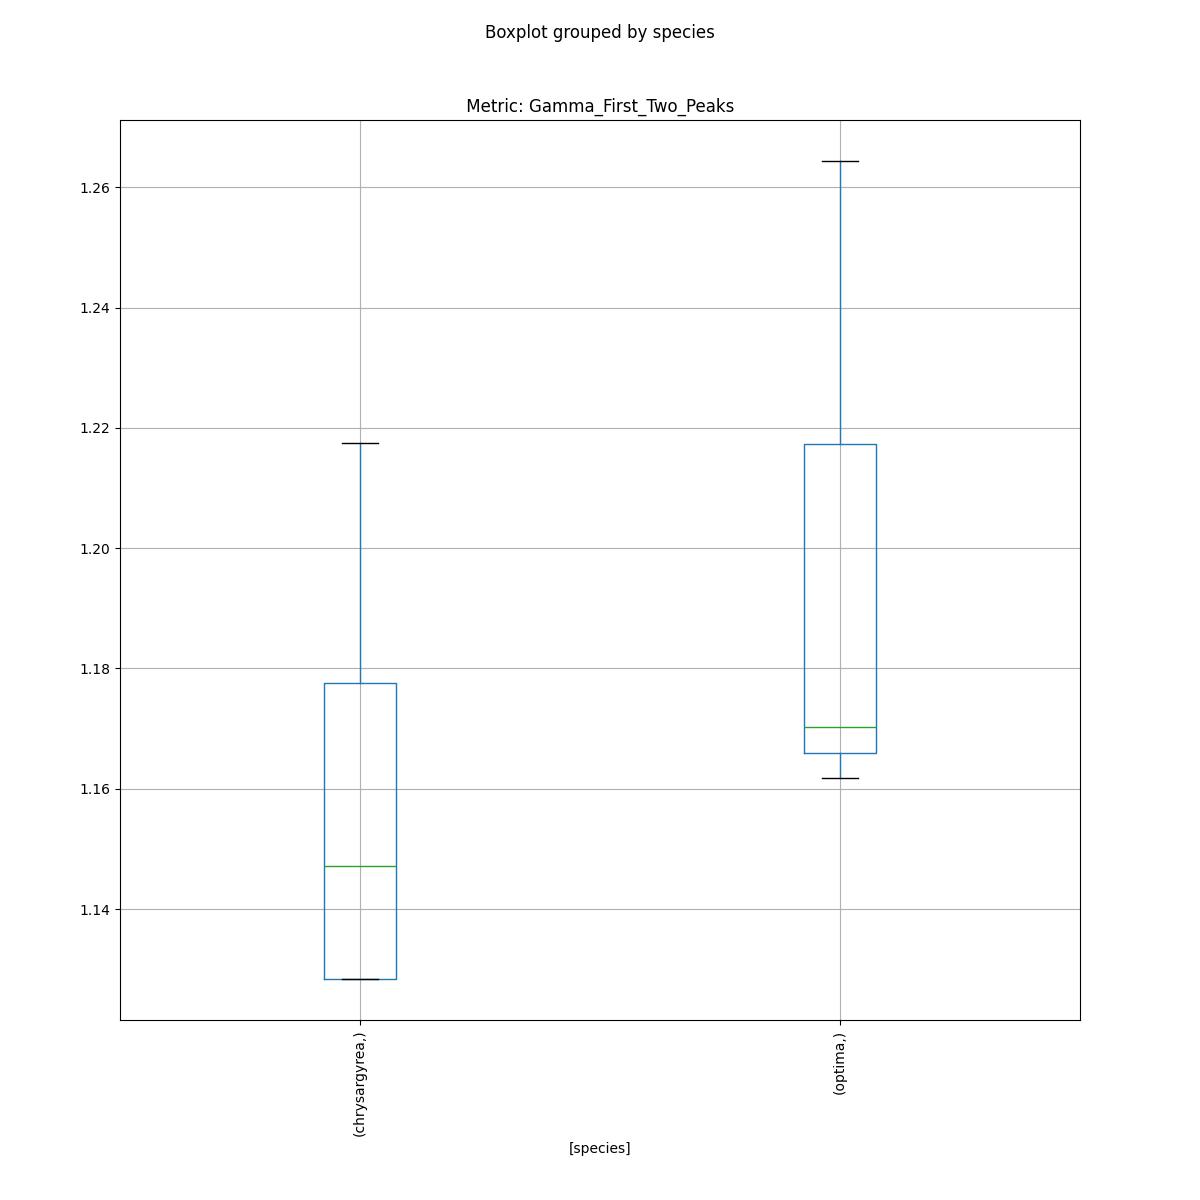 Boxplot grouped by species
Metric: Gamma_First_Two_Peaks
1.26
1.24
1.22
1.20
1.18
1.16
1.14
(chrysargyrea,)
(optima,)
[species]